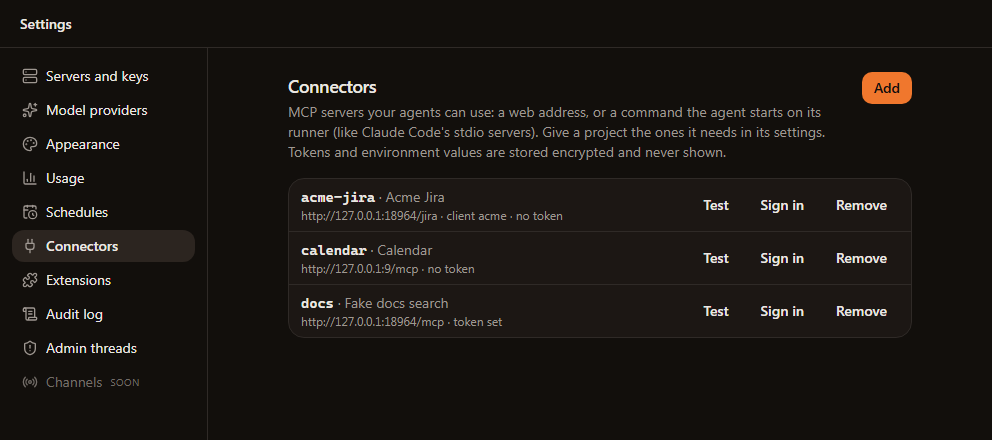 Settings
Servers and keys
Model providers
Appearance
Usage
Schedules
Connectors
Extensions
Audit log
Admin threads
Channels SOON
Connectors
Add
MCP servers your agents can use: a web address, or a command the agent starts on its
runner (like Claude Code's stdio servers). Give a project the ones it needs in its settings.
Tokens and environment values are stored encrypted and never shown.
acme-jira · Acme Jira
http://127.0.0.1:18964/jira · client acme · no token
Test Sign in Remove
calendar · Calendar
http://127.0.0.1:9/mcp · no token
Test Sign in Remove
docs · Fake docs search
http://127.0.0.1:18964/mcp · token set
Test Sign in Remove